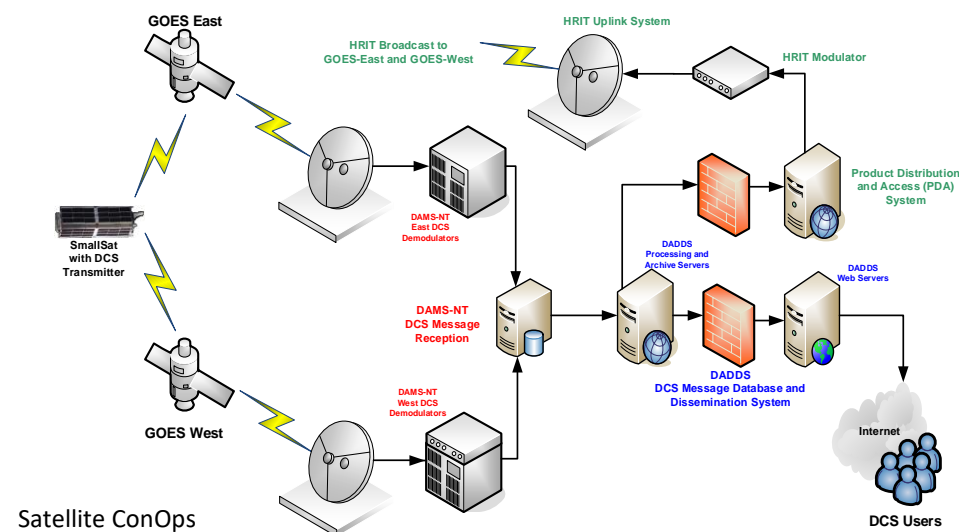 GOES East
HRIT Uplink System
HRIT Broadcast to
GOES-East and GOES-West
HRIT Modulator
Product Distribution
and Access (PDA)
System
SmallSat
with DCS
Transmitter
DAMS-NT
East DCS
Demodulators
DADDS
Processing and
Archive Servers
DADDS
Web Servers
DAMS-NT
DCS Message
Reception
DADDS
DCS Message Database and
Dissemination System
DAMS-NT
West DCS
Demodulators
GOES West
Internet
DCS Users
Satellite ConOps